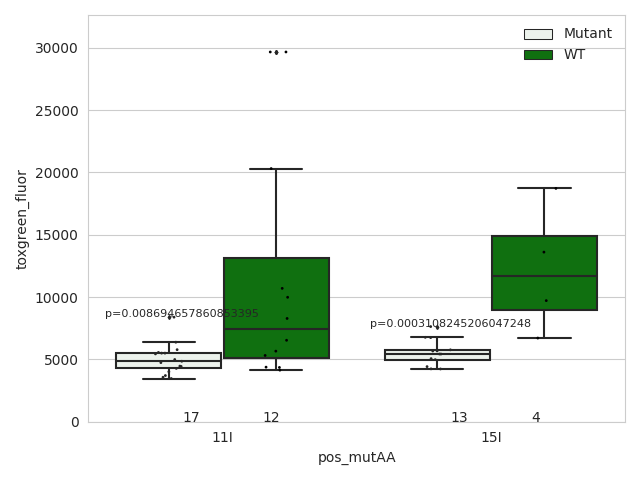 Mutant
WT
30000
25000
20000
15000
10000
5000
0
toxgreen_fluor
p=0.008694657860853395
p=0.0003108245206047248
17
12
13
4
11I
15I
pos_mutAA